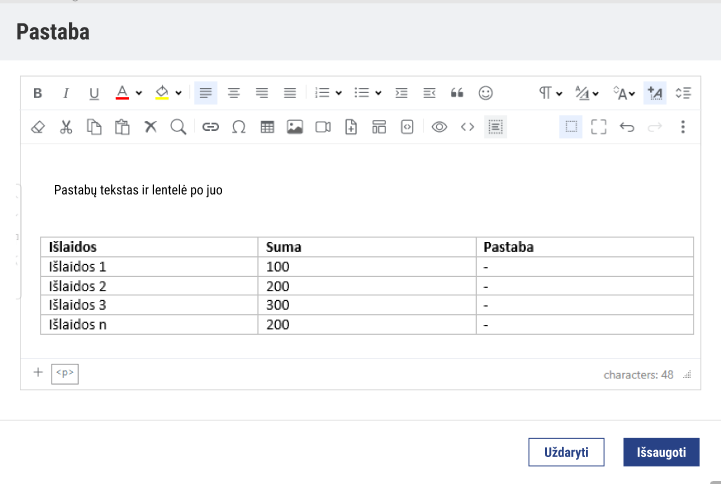 Pastaba
Pastabų tekstas ir lentelė po juo
Išlaidos Suma Pastaba
Išlaidos 1 100 -
Išlaidos 2 200 -
Išlaidos 3 300 -
Išlaidos n 200 -
<p> characters: 48
Uždaryti Išsaugoti